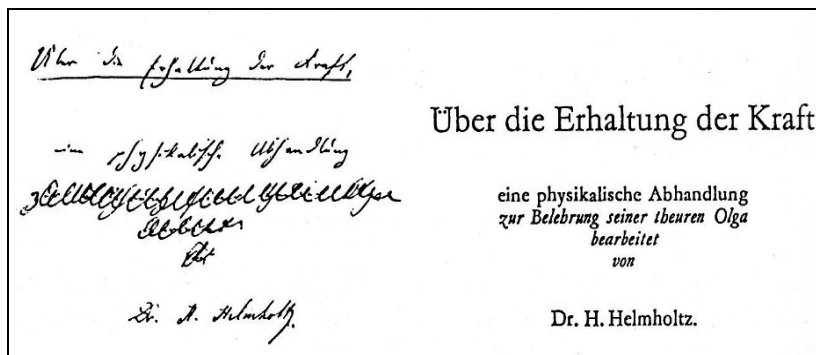 Über die Erhaltung der Kraft,
eine physikalische Abhandlung
Dr. H. Helmholtz.
Über die Erhaltung der Kraft
eine physikalische Abhandlung
zur Belehrung seiner theuren Olga
bearbeitet
von
Dr. H. Helmholtz.